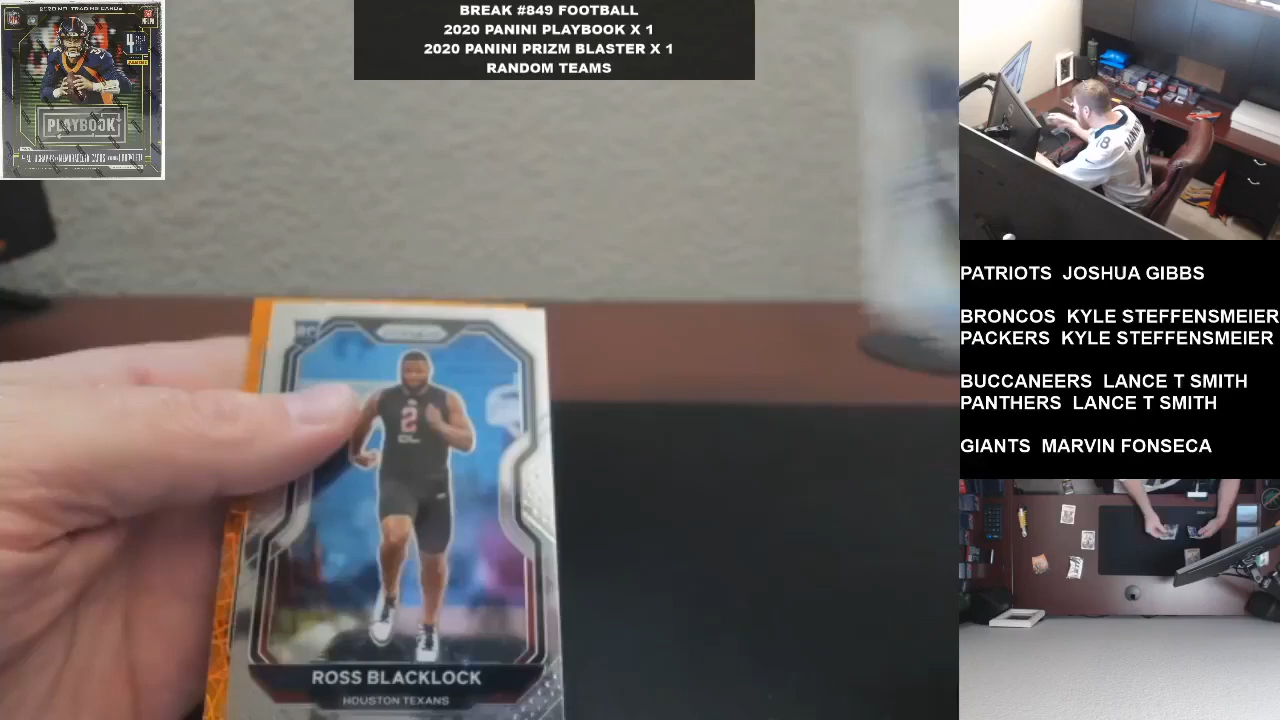 BREAK #849 FOOTBALL
2020 PANINI PLAYBOOK X 1
2020 PANINI PRIZM BLASTER X 1
RANDOM TEAMS
PLAYBOOK
PATRIOTS JOSHUA GIBBS
BRONCOS KYLE STEFFENSMEIER
PACKERS KYLE STEFFENSMEIER
BUCCANEERS LANCE T SMITH
PANTHERS LANCE T SMITH
GIANTS MARVIN FONSECA
18
RC
2
ROSS BLACKLOCK
HOUSTON TEXANS